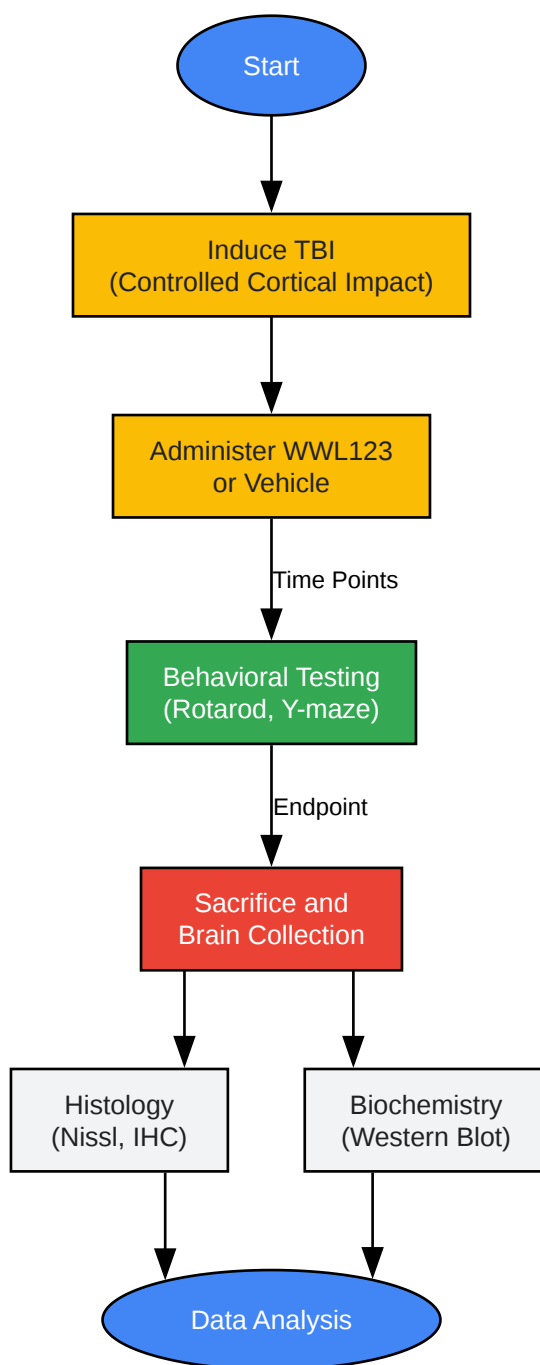 Start
Induce TBI
(Controlled Cortical Impact)
Administer WWL123
or Vehicle
Time Points
Behavioral Testing
(Rotarod, Y-maze)
Endpoint
Sacrifice and
Brain Collection
Histology
(Nissl, IHC)
Biochemistry
(Western Blot)
Data Analysis